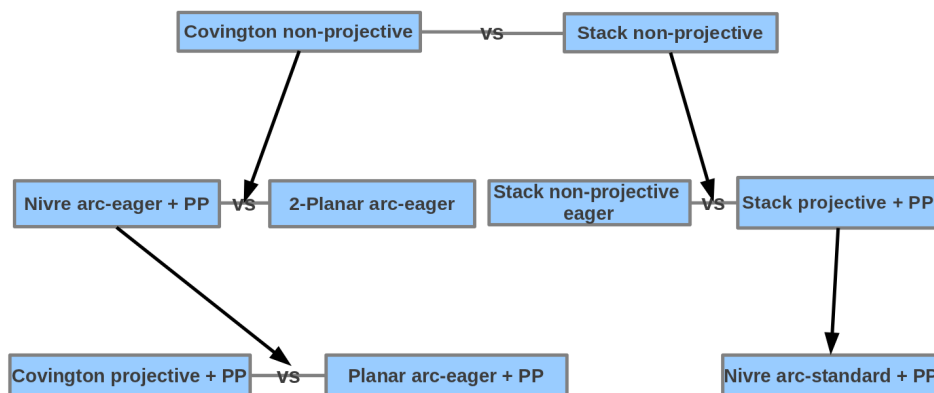 Covington non-projective vs Stack non-projective
Nivre arc-eager + PP vs 2-Planar arc-eager
Stack non-projective
eager
vs Stack projective + PP
Covington projective + PP vs Planar arc-eager + PP
Nivre arc-standard + PP